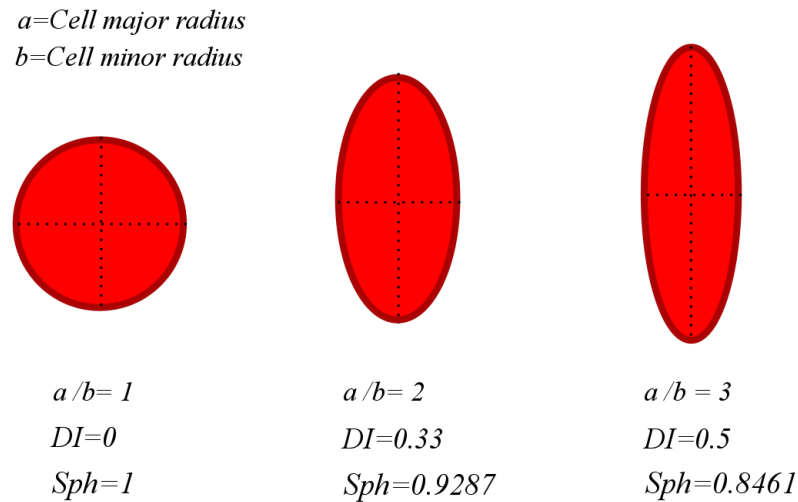 a=Cell major radius
b=Cell minor radius
a/b= 1
DI=0
Sph=1
a/b= 2
DI=0.33
Sph=0.9287
a/b = 3
DI=0.5
Sph=0.8461